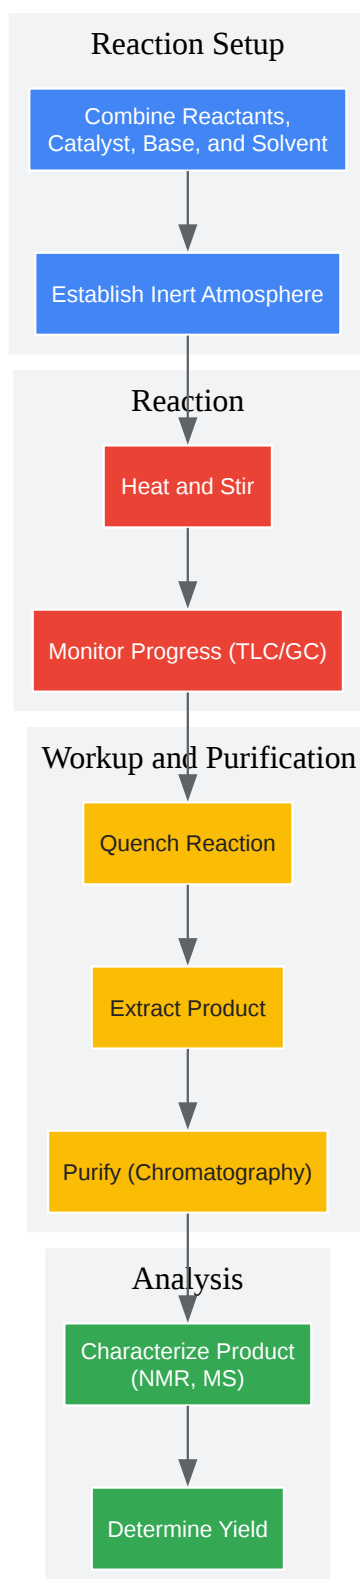 Reaction Setup
Combine Reactants,
Catalyst, Base, and Solvent
Establish Inert Atmosphere
Reaction
Heat and Stir
Monitor Progress (TLC/GC)
Workup and Purification
Quench Reaction
Extract Product
Purify (Chromatography)
Analysis
Characterize Product
(NMR, MS)
Determine Yield